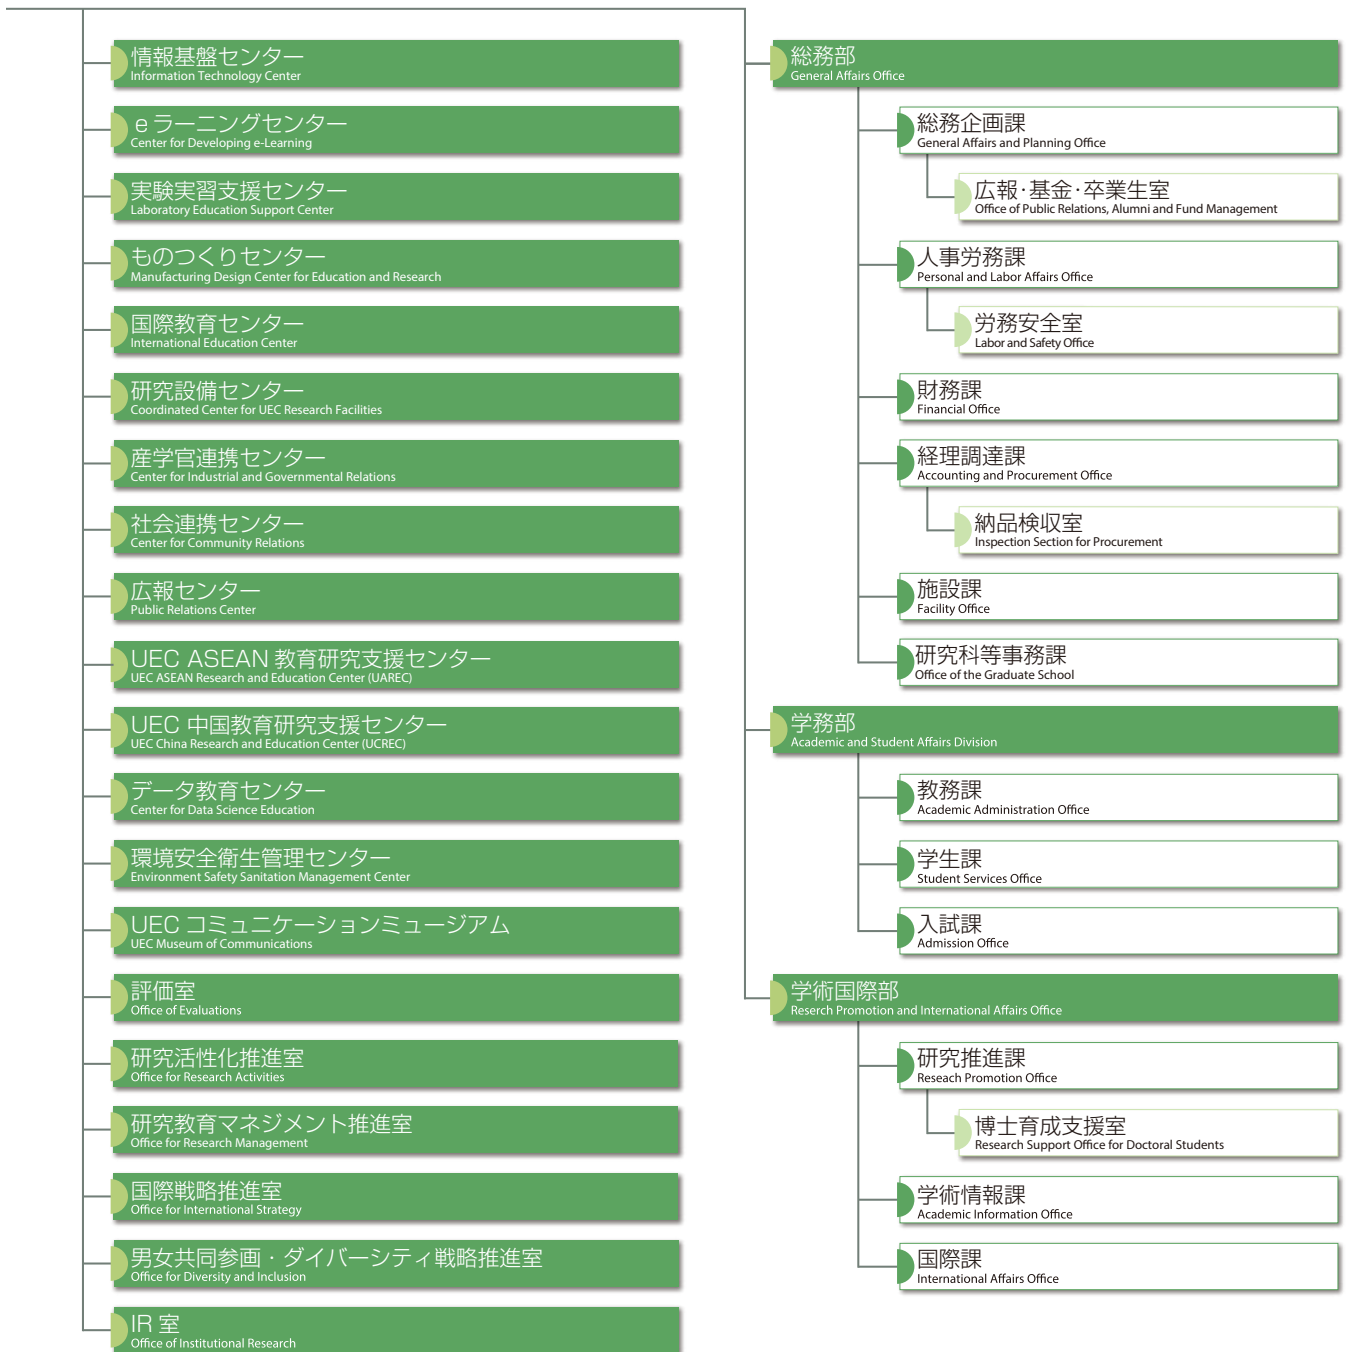 情報基盤センター
Information Technology Center
eラーニングセンター
Center for Developing e-Learning
実験実習支援センター
Laboratory Education Support Center
ものつくりセンター
Manufacturing Design Center for Education and Research
国際教育センター
International Education Center
研究設備センター
Coordinated Center for UEC Research Facilities
産学官連携センター
Center for Industrial and Governmental Relations
社会連携センター
Center for Community Relations
広報センター
Public Relations Center
UEC ASEAN 教育研究支援センター
UEC ASEAN Research and Education Center (UAREC)
UEC 中国教育研究支援センター
UEC China Research and Education Center (UCREC)
データ教育センター
Center for Data Science Education
環境安全衛生管理センター
Environment Safety Sanitation Management Center
UEC コミュニケーションミュージアム
UEC Museum of Communications
評価室
Office of Evaluations
研究活性化推進室
Office for Research Activities
研究教育マネジメント推進室
Office for Research Management
国際戦略推進室
Office for International Strategy
男女共同参画・ダイバーシティ戦略推進室
Office for Diversity and Inclusion
IR 室
Office of Institutional Research
総務部
General Affairs Office
総務企画課
General Affairs and Planning Office
広報・基金・卒業生室
Office of Public Relations, Alumni and Fund Management
人事労務課
Personal and Labor Affairs Office
労務安全室
Labor and Safety Office
財務課
Financial Office
経理調達課
Accounting and Procurement Office
納品検収室
Inspection Section for Procurement
施設課
Facility Office
研究科等事務課
Office of the Graduate School
学務部
Academic and Student Affairs Division
教務課
Academic Administration Office
学生課
Student Services Office
入試課
Admission Office
学術国際部
Reserch Promotion and International Affairs Office
研究推進課
Reseach Promotion Office
博士育成支援室
Research Support Office for Doctoral Students
学術情報課
Academic Information Office
国際課
International Affairs Office